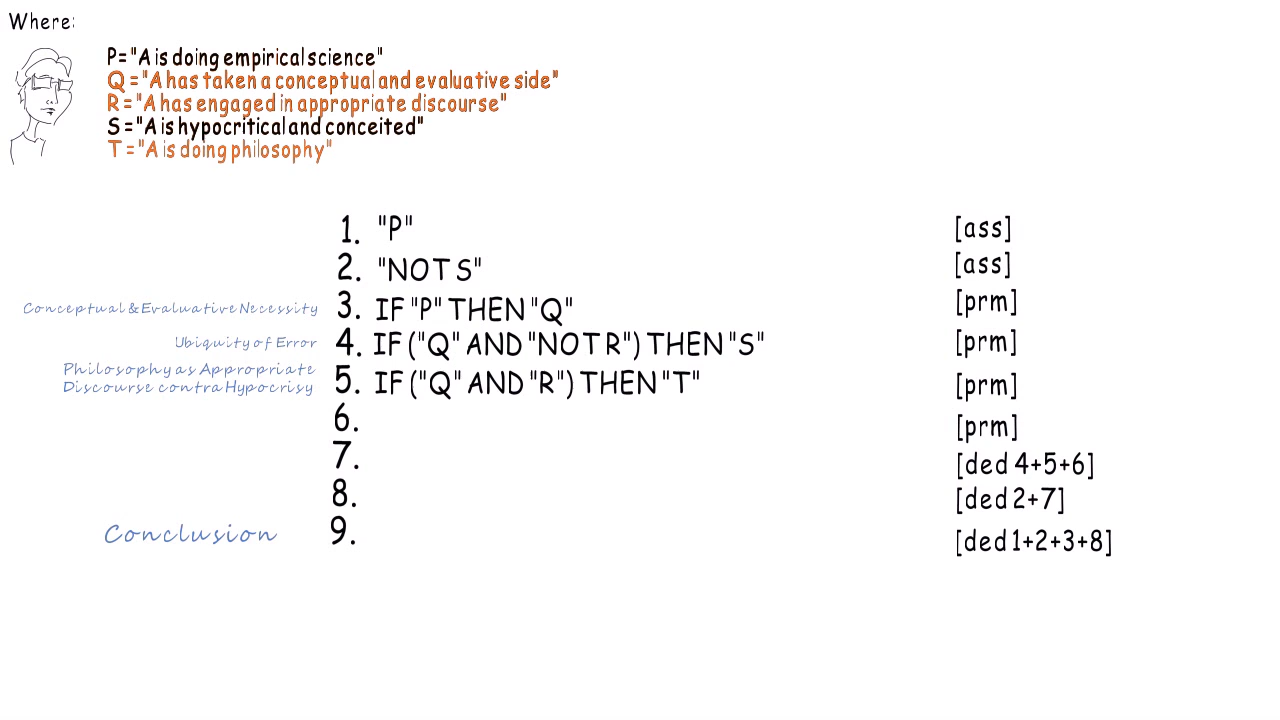 Where:
P="A is doing empirical science"
Q ="A has taken a conceptual and evaluative side"
R ="A has engaged in appropriate discourse"
S ="A is hypocritical and conceited"
T ="A is doing philosophy"
1. "P" [ass]
2. "NOT S" [ass]
Conceptual & Evaluative Necessity 3. IF "P" THEN "Q" [prm]
Ubiquity of Error 4. IF ("Q" AND "NOT R") THEN "S" [prm]
Philosophy as Appropriate
Discourse contra Hypocrisy 5. IF ("Q" AND "R") THEN "T" [prm]
6. [prm]
7. [ded 4+5+6]
8. [ded 2+7]
Conclusion 9. [ded 1+2+3+8]